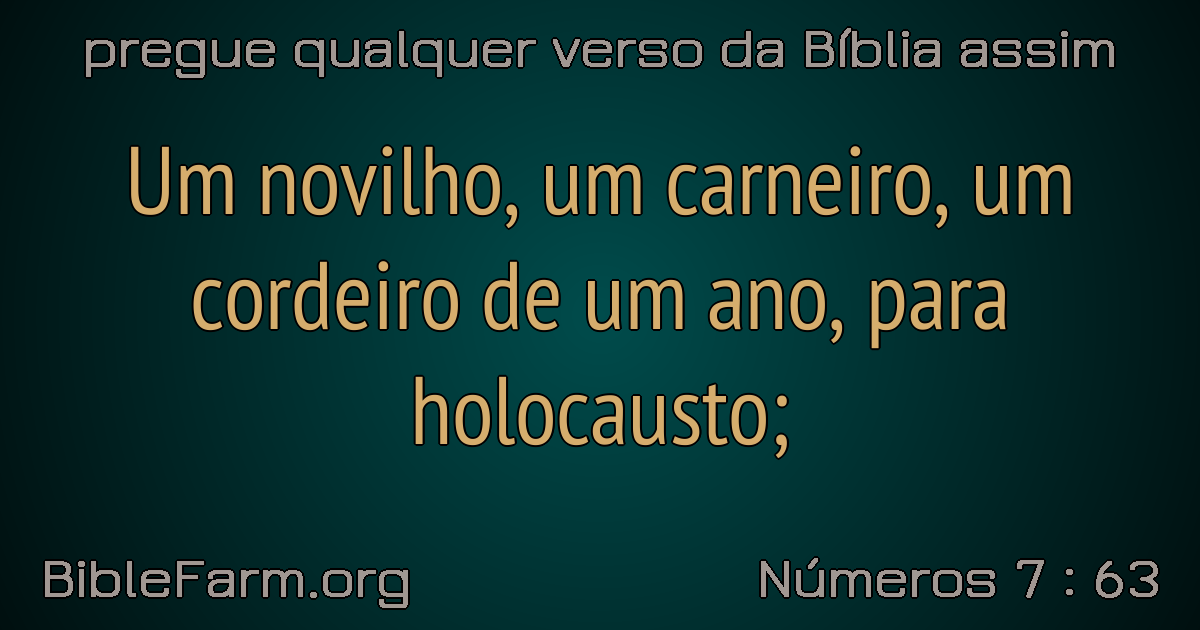 pregue qualquer verso da Bíblia assim
Um novilho, um carneiro, um
cordeiro de um ano, para
holocausto;
BibleFarm.org
Números 7 : 63